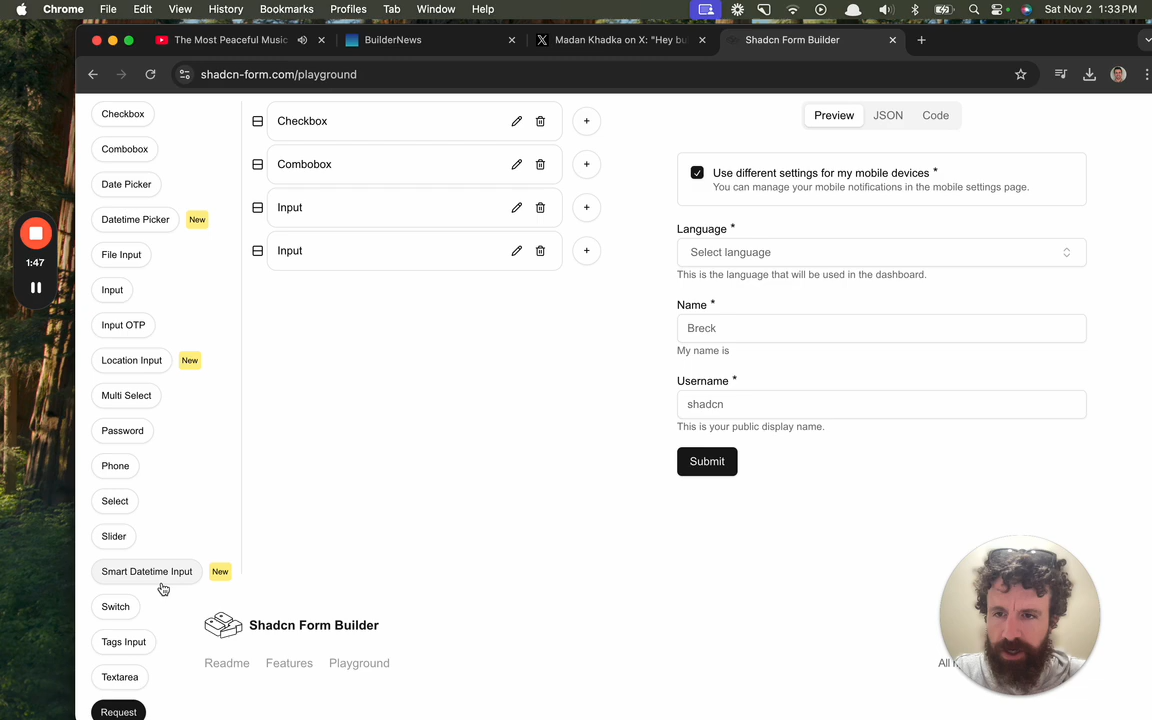 Chrome File Edit View History Bookmarks Profiles Tab Window Help
Sat Nov 2 1:33 PM
The Most Peaceful Music
BuilderNews
Madan Khadka on X: "Hey bu
Shadcn Form Builder
shadcn-form.com/playground
Checkbox
Combobox
Date Picker
Datetime Picker New
File Input
Input
Input OTP
Location Input New
Multi Select
Password
Phone
Select
Slider
Smart Datetime Input New
Switch
Tags Input
Textarea
Request
1:47
Checkbox
Combobox
Input
Input
Preview JSON Code
Use different settings for my mobile devices *
You can manage your mobile notifications in the mobile settings page.
Language *
Select language
This is the language that will be used in the dashboard.
Name *
Breck
My name is
Username *
shadcn
This is your public display name.
Submit
Shadcn Form Builder
Readme Features Playground
All